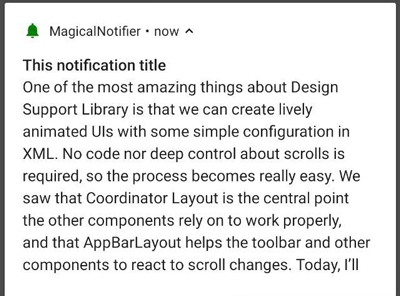 MagicalNotifier • now
This notification title
One of the most amazing things about Design
Support Library is that we can create lively
animated UIs with some simple configuration in
XML. No code nor deep control about scrolls is
required, so the process becomes really easy. We
saw that Coordinator Layout is the central point
the other components rely on to work properly,
and that AppBarLayout helps the toolbar and other
components to react to scroll changes. Today, I’ll